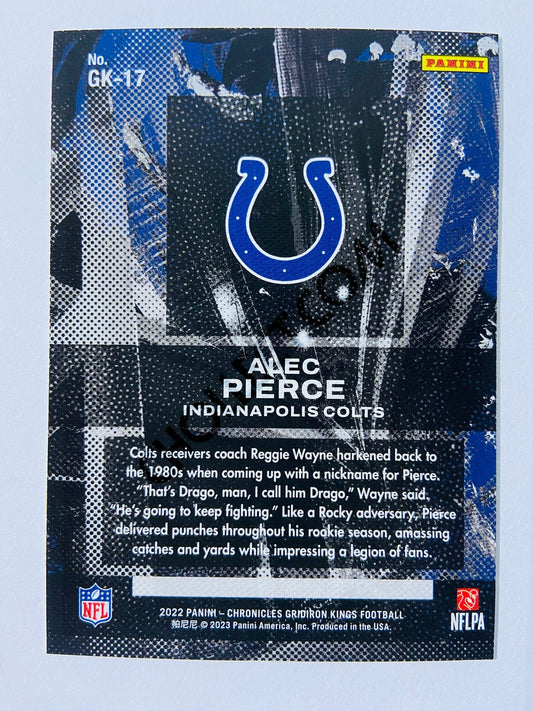 No.
GK-17
PANINI
ALEC
PIERCE
INDIANAPOLIS COLTS
Colts receivers coach Reggie Wayne harkened back to
the 1980s when coming up with a nickname for Pierce.
“That’s Drago, man, I call him Drago,” Wayne said.
“He’s going to keep fighting.” Like a Rocky adversary, Pierce
delivered punches throughout his rookie season, amassing
catches and yards while impressing a legion of fans.
NFL
2022 PANINI – CHRONICLES GRIDIRON KINGS FOOTBALL
帕尼尼 © 2023 Panini America, Inc. Produced in the USA.
NFLPA